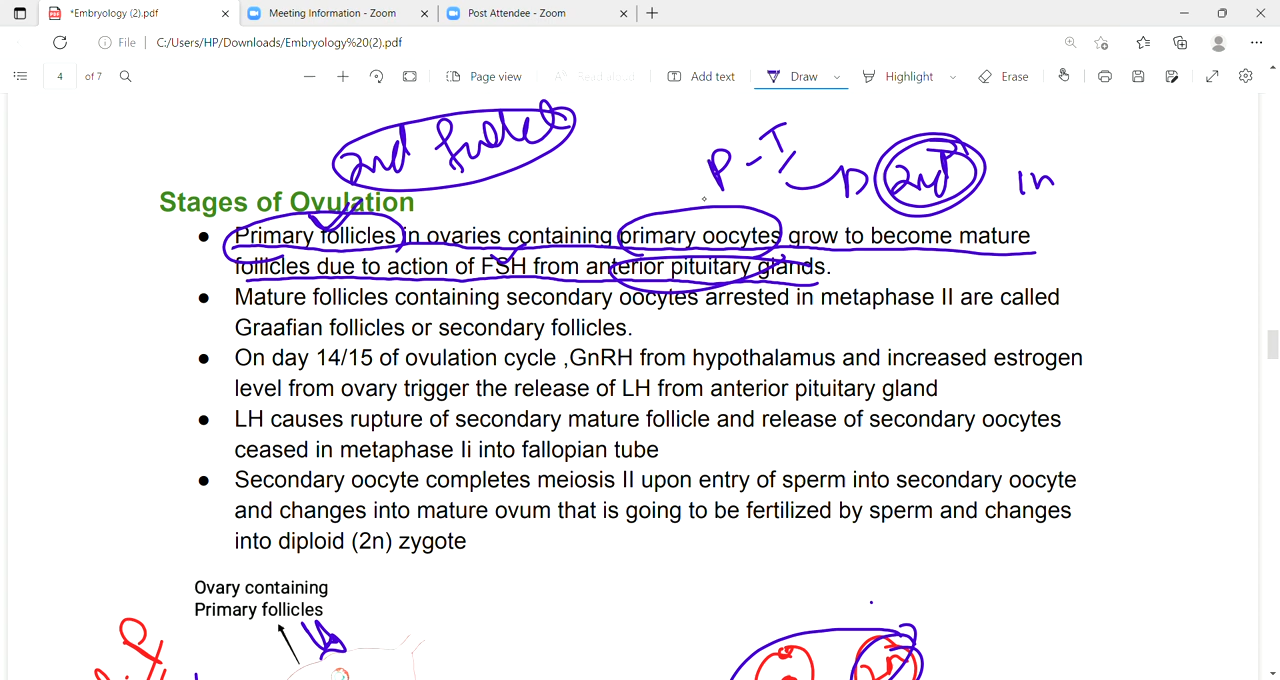 *Embryology (2).pdf
Meeting Information - Zoom
Post Attendee - Zoom
File C:/Users/HP/Downloads/Embryology%20(2).pdf
4 of 7
Page view
Read aloud
Add text
Draw
Highlight
Erase
2nd
P - I
2nd
In
Stages of Ovulation
● Primary follicles in ovaries containing primary oocytes grow to become mature
follicles due to action of FSH from anterior pituitary glands.
● Mature follicles containing secondary oocytes arrested in metaphase II are called
Graafian follicles or secondary follicles.
● On day 14/15 of ovulation cycle ,GnRH from hypothalamus and increased estrogen
level from ovary trigger the release of LH from anterior pituitary gland
● LH causes rupture of secondary mature follicle and release of secondary oocytes
ceased in metaphase Ii into fallopian tube
● Secondary oocyte completes meiosis II upon entry of sperm into secondary oocyte
and changes into mature ovum that is going to be fertilized by sperm and changes
into diploid (2n) zygote
Ovary containing
Primary follicles